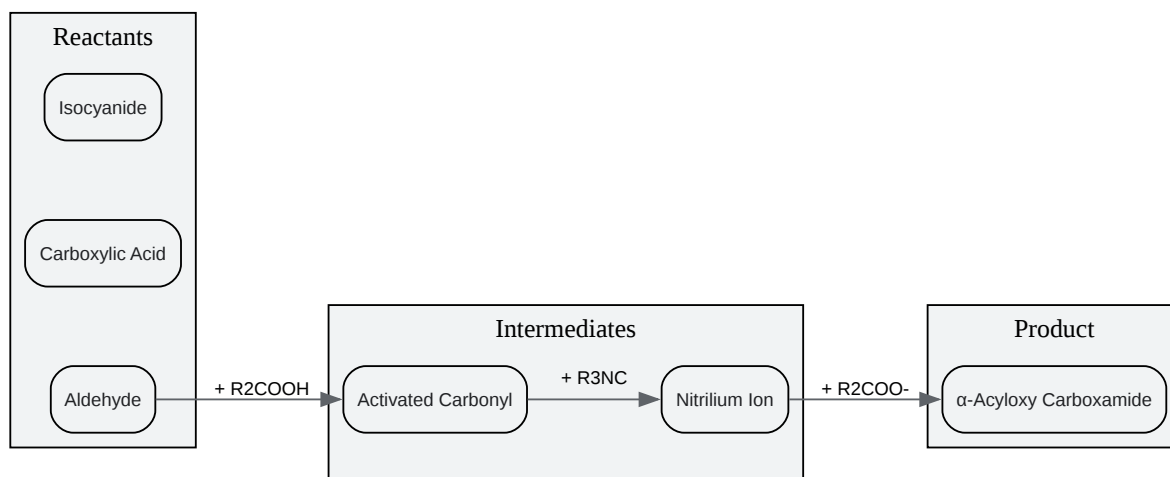 Reactants
Isocyanide
Carboxylic Acid
Aldehyde
+ R2COOH
Intermediates
Activated Carbonyl
+ R3NC
Nitrilium Ion
+ R2COO-
Product
α-Acyloxy Carboxamide